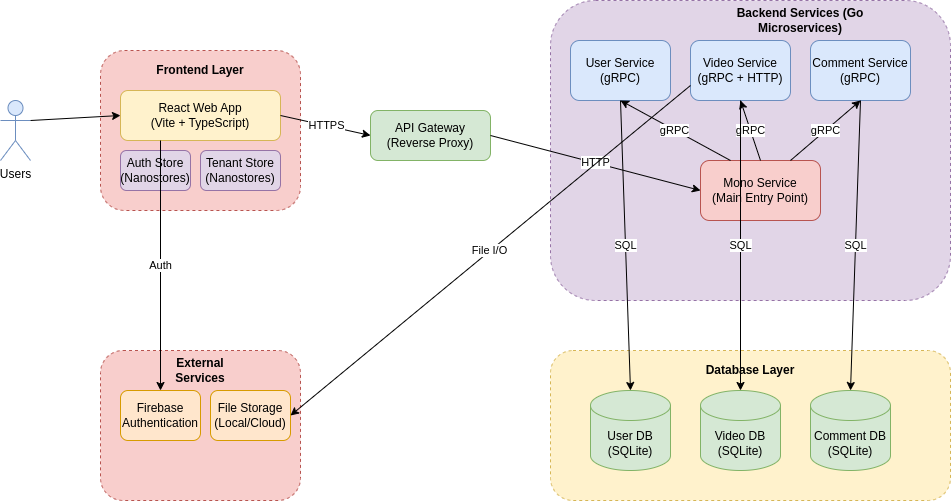 Backend Services (Go
Microservices)
User Service
(gRPC)
Video Service
(gRPC + HTTP)
Comment Service
(gRPC)
Frontend Layer
React Web App
(Vite + TypeScript)
Users
HTTPS
API Gateway
(Reverse Proxy)
gRPC
gRPC
gRPC
Auth Store
(Nanostores)
Tenant Store
(Nanostores)
HTTP
Mono Service
(Main Entry Point)
Auth
File I/O
SQL
SQL
SQL
External
Services
Firebase
Authentication
File Storage
(Local/Cloud)
Database Layer
User DB
(SQLite)
Video DB
(SQLite)
Comment DB
(SQLite)